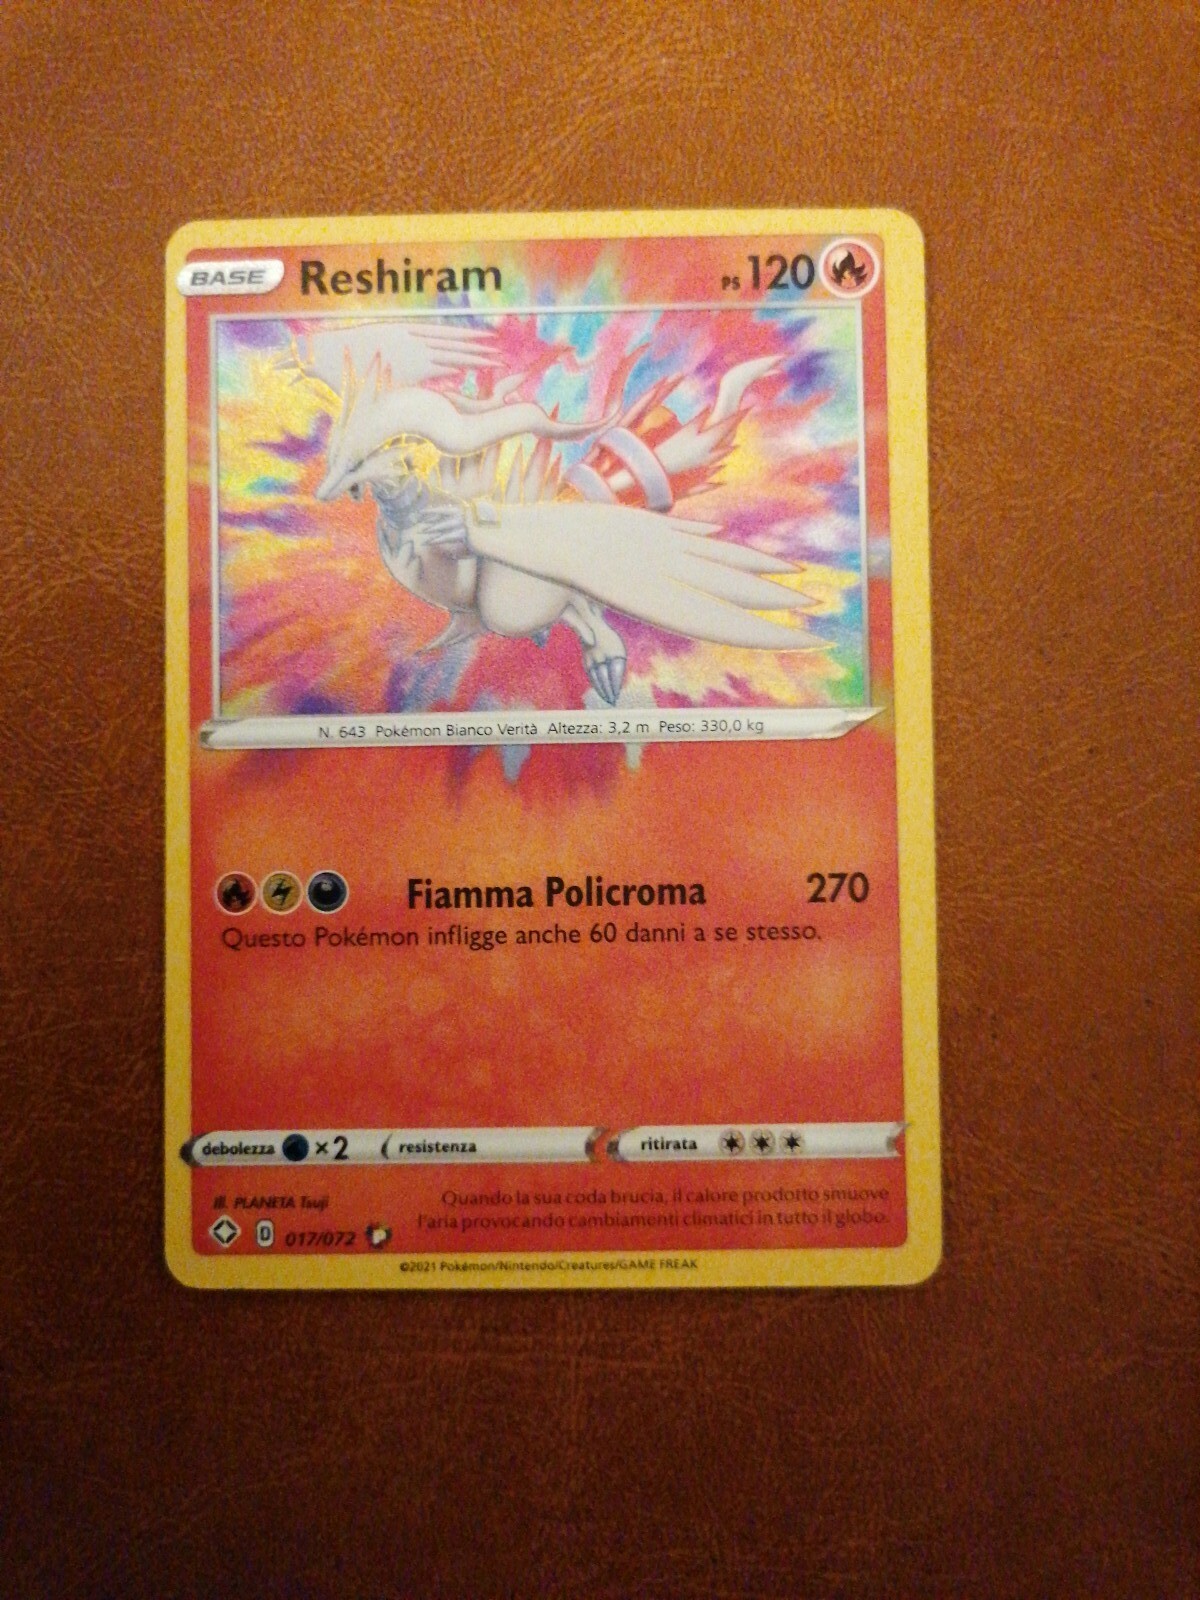 BASE Reshiram PS 120
N. 643 Pokémon Bianco Verità Altezza: 3,2 m Peso: 330,0 kg
Fiamma Policroma 270
Questo Pokémon infligge anche 60 danni a se stesso.
debolezza ×2 resistenza ritirata
Ill. PLANETA Tsuji
D 017/072
Quando la sua coda brucia, il calore prodotto smuove
l'aria provocando cambiamenti climatici in tutto il globo.
©2021 Pokémon/Nintendo/Creatures/GAME FREAK